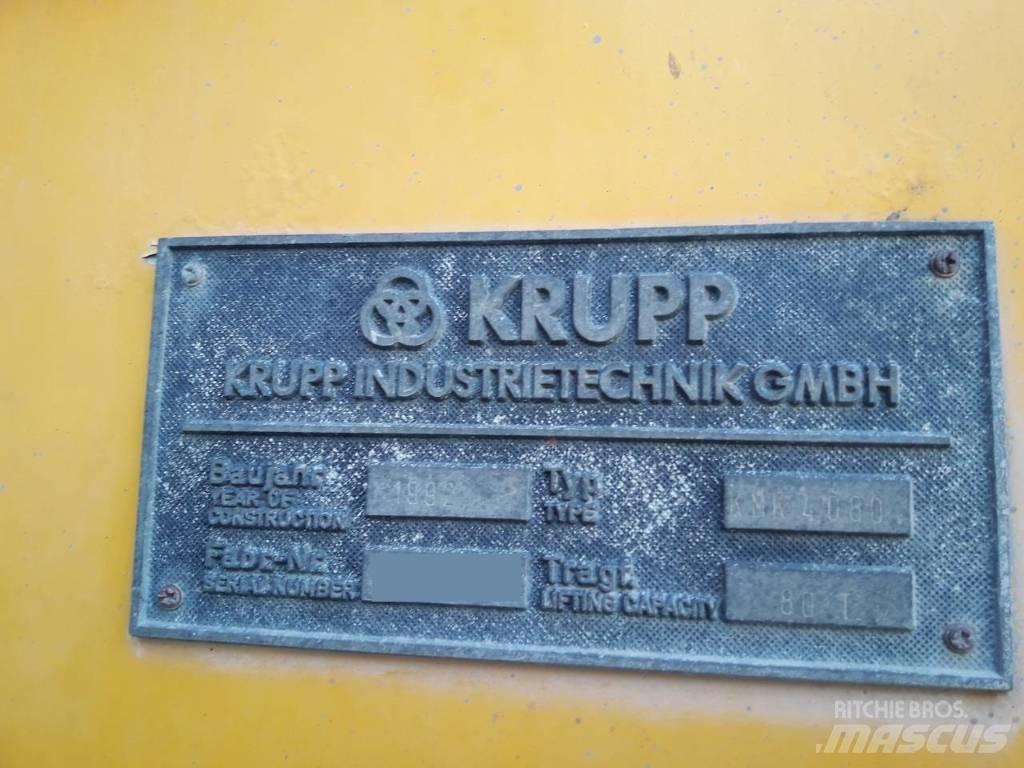 KRUPP
KRUPP INDUSTRIETECHNIK GMBH
Baujahr 1992 Typ KMK 4080
YEAR OF CONSTRUCTION TYPE
Fabr.-Nr. Tragf. 80 T
SERIAL NUMBER LIFTING CAPACITY
RITCHIE BROS.
MASCUS